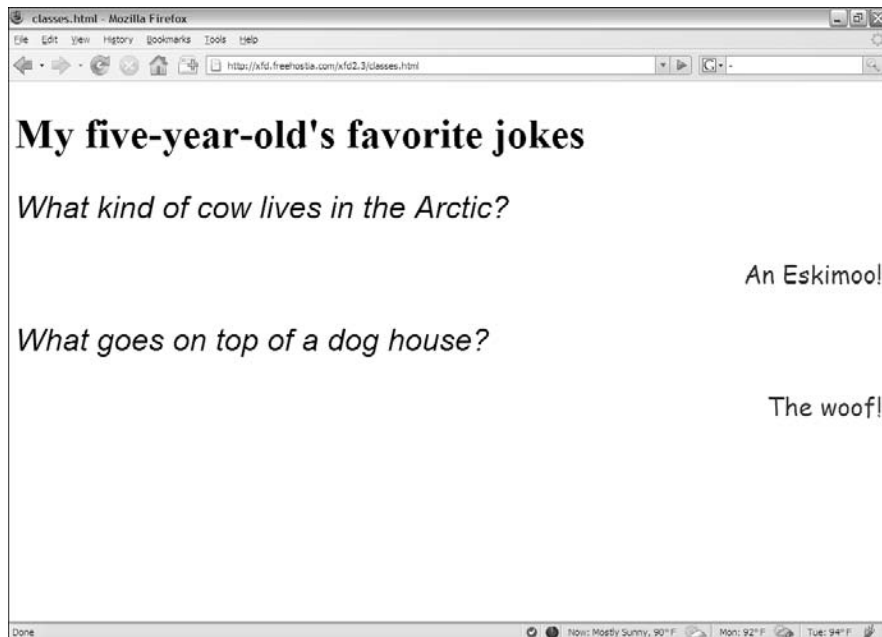 classes.html - Mozilla Firefox
File Edit View History Bookmarks Tools Help
http://xfd.freehostia.com/xfd2.3/classes.html
G
My five-year-old's favorite jokes
What kind of cow lives in the Arctic?
An Eskimoo!
What goes on top of a dog house?
The woof!
Done Now: Mostly Sunny, 90° F Mon: 92° F Tue: 94° F